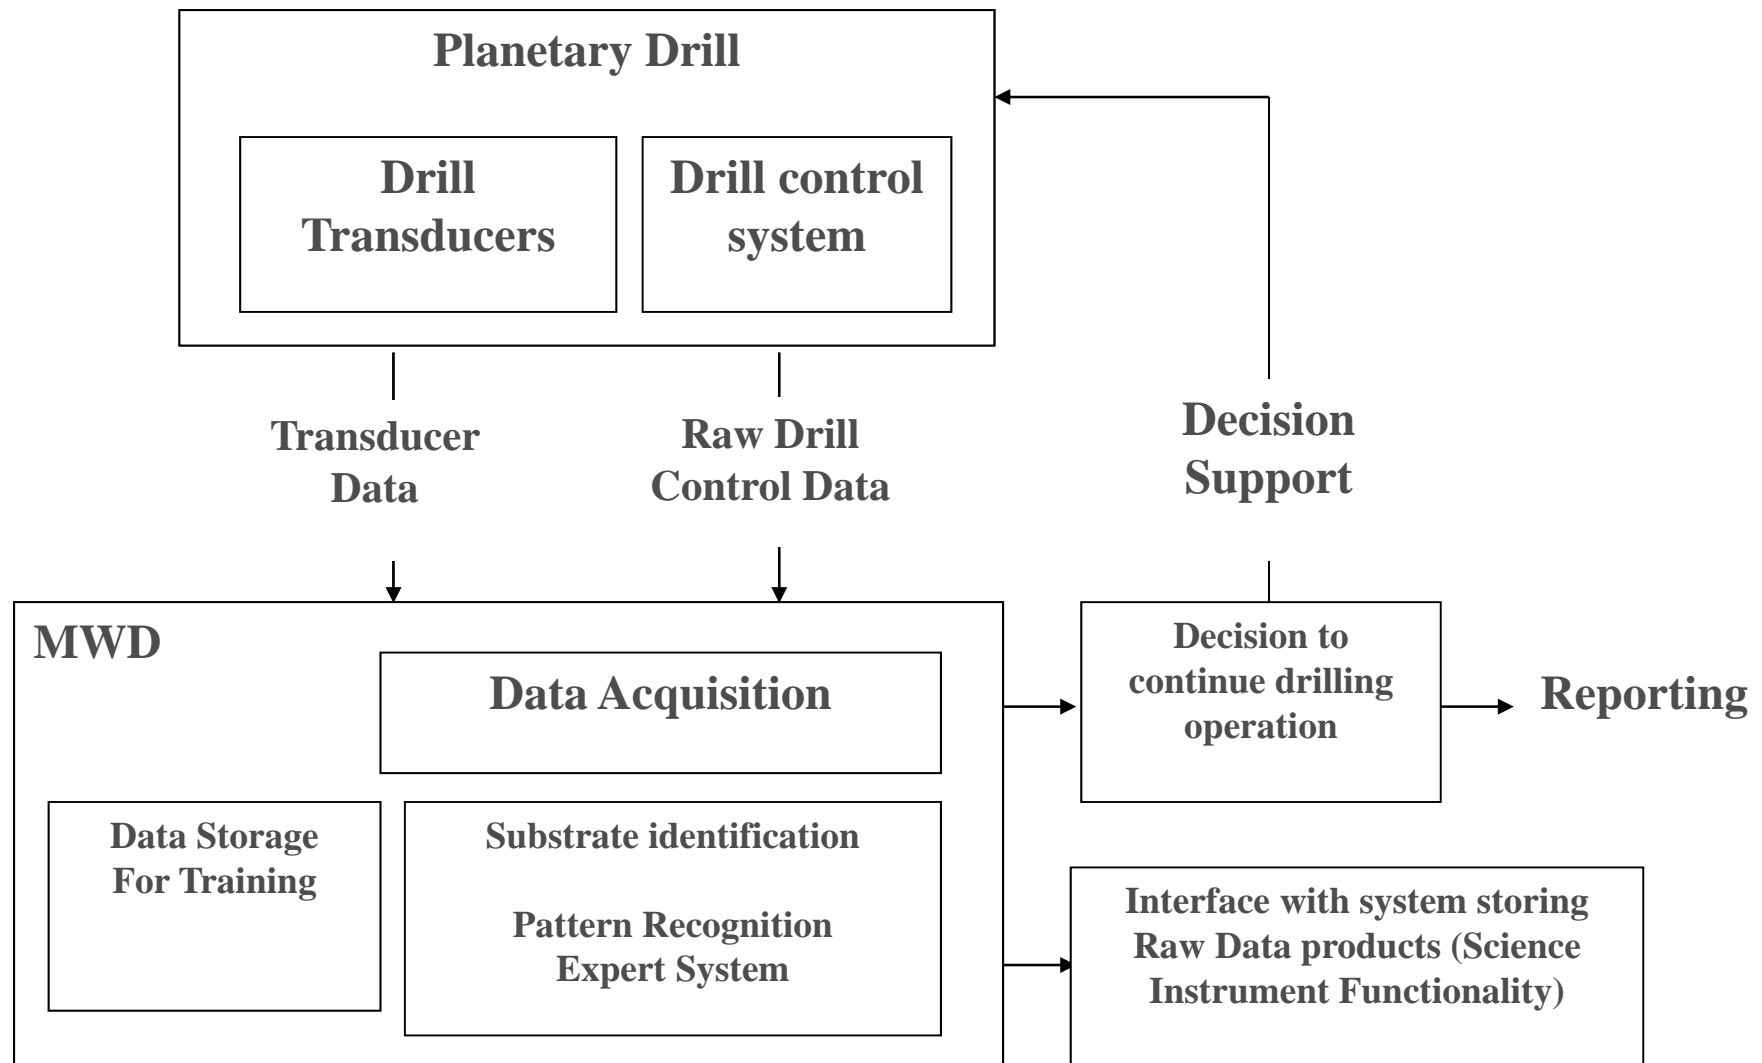 Planetary Drill
Drill
Transducers
Drill control
system
Transducer
Data
Raw Drill
Control Data
Decision
Support
MWD
Data Acquisition
Data Storage
For Training
Substrate identification
Pattern Recognition
Expert System
Decision to
continue drilling
operation
Reporting
Interface with system storing
Raw Data products (Science
Instrument Functionality)